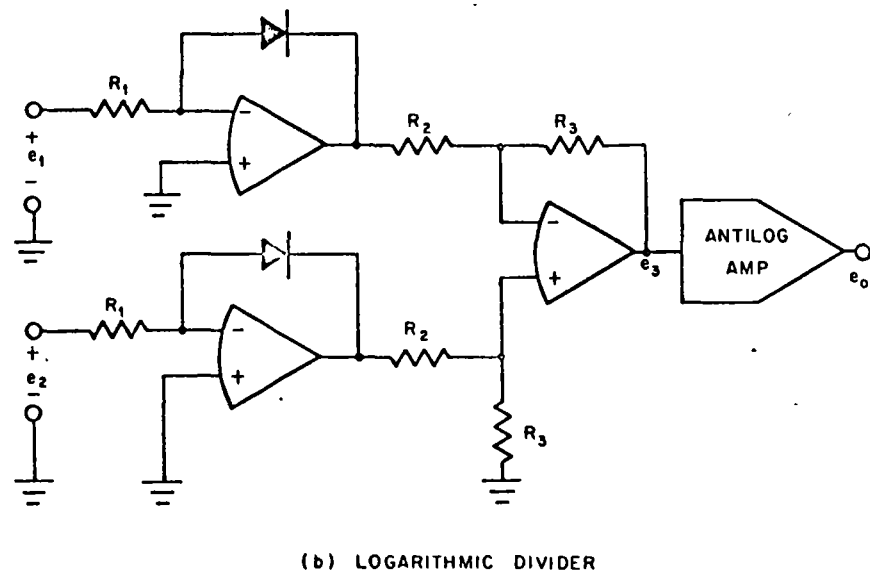 R1
−
+
+
e1
−
R2
R3
−
+
e3
ANTILOG
AMP
eo
R1
−
+
+
e2
−
R2
R3
(b) LOGARITHMIC DIVIDER